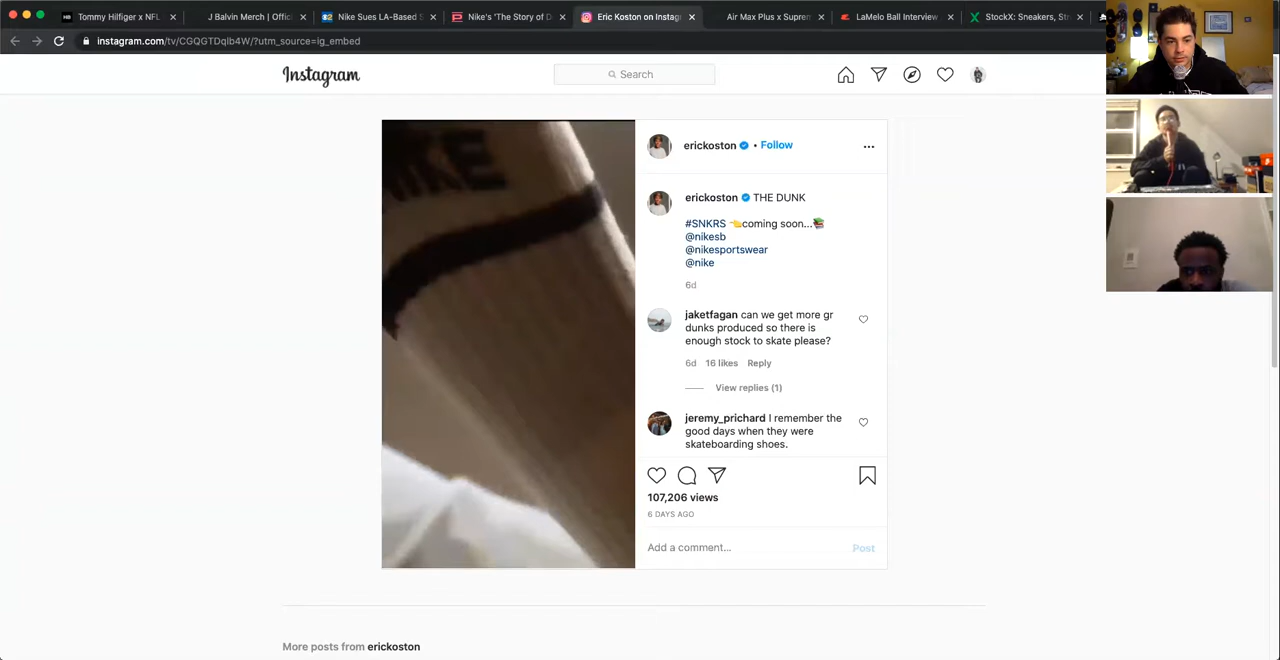 Tommy Hilfiger x NFL
J Balvin Merch | Offici
Nike Sues LA-Based S
Nike's 'The Story of D
Eric Koston on Instag
Air Max Plus x Suprem
LaMelo Ball Interview
StockX: Sneakers, Str
instagram.com/tv/CGQGTDqlb4W/?utm_source=ig_embed
Instagram
Search
NIKE
erickoston • Follow
erickoston THE DUNK
#SNKRS 👈coming soon...📚
@nikesb
@nikesportswear
@nike
6d
jaketfagan can we get more gr
dunks produced so there is
enough stock to skate please?
6d 16 likes Reply
View replies (1)
jeremy_prichard I remember the
good days when they were
skateboarding shoes.
107,206 views
6 DAYS AGO
Add a comment...
Post
More posts from erickoston